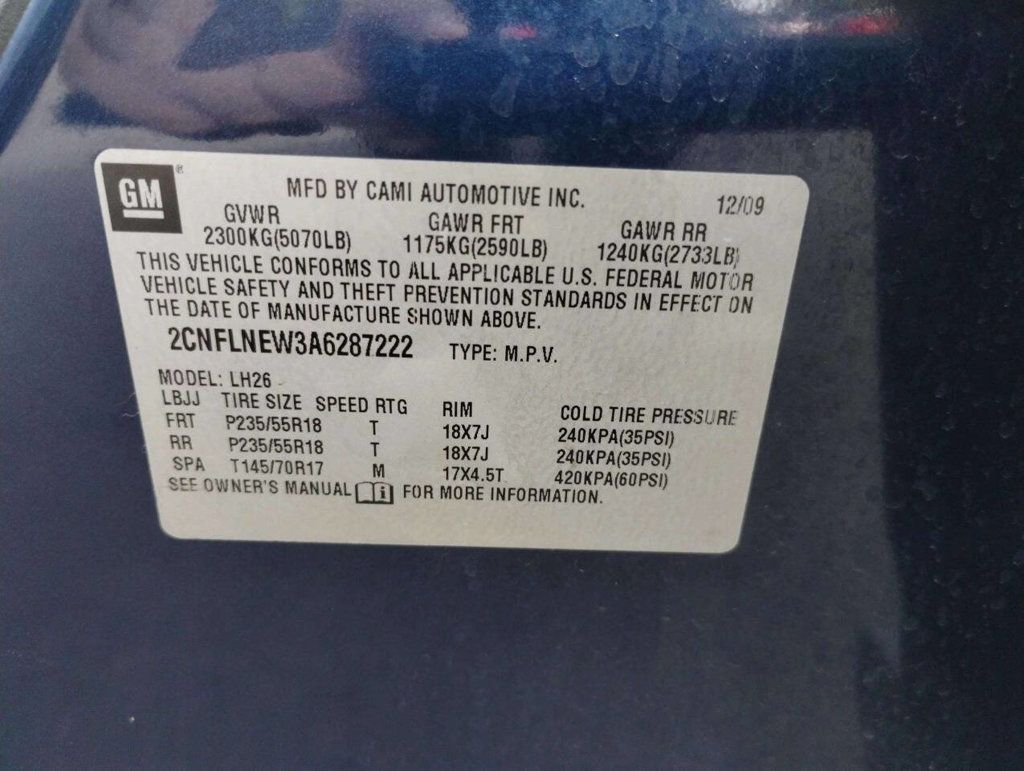 GM ®
MFD BY CAMI AUTOMOTIVE INC. 12/09
GVWR GAWR FRT GAWR RR
2300KG(5070LB) 1175KG(2590LB) 1240KG(2733LB)
THIS VEHICLE CONFORMS TO ALL APPLICABLE U.S. FEDERAL MOTOR
VEHICLE SAFETY AND THEFT PREVENTION STANDARDS IN EFFECT ON
THE DATE OF MANUFACTURE SHOWN ABOVE.
2CNFLNEW3A6287222 TYPE: M.P.V.
MODEL: LH26
LBJJ TIRE SIZE SPEED RTG RIM COLD TIRE PRESSURE
FRT P235/55R18 T 18X7J 240KPA(35PSI)
RR P235/55R18 T 18X7J 240KPA(35PSI)
SPA T145/70R17 M 17X4.5T 420KPA(60PSI)
SEE OWNER'S MANUAL i FOR MORE INFORMATION.